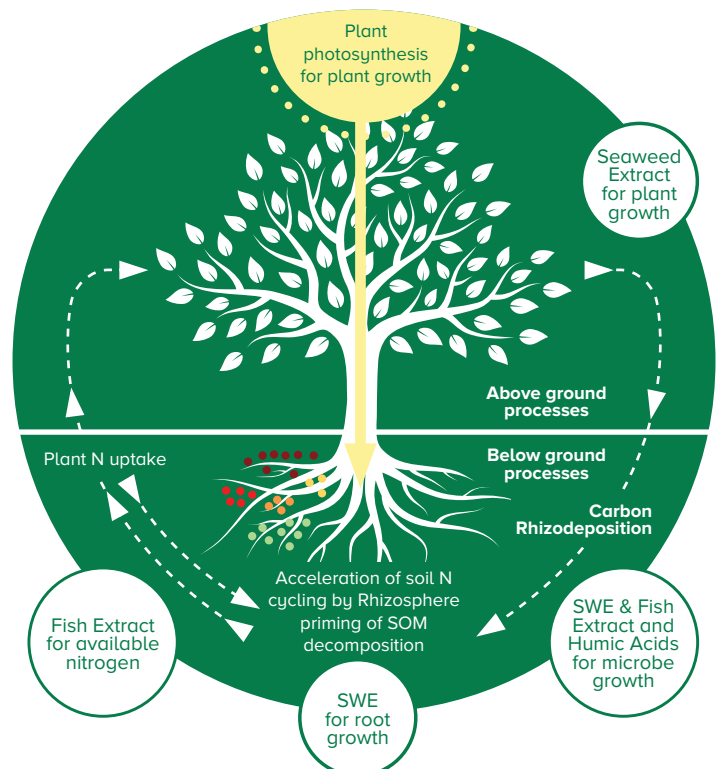 Plant
photosynthesis
for plant growth
Seaweed
Extract
for plant
growth
Above ground
processes
Plant N uptake
Below ground
processes
Carbon
Rhizodeposition
Acceleration of soil N
cycling by Rhizosphere
priming of SOM
decomposition
Fish Extract
for available
nitrogen
SWE & Fish
Extract and
Humic Acids
for microbe
growth
SWE
for root
growth